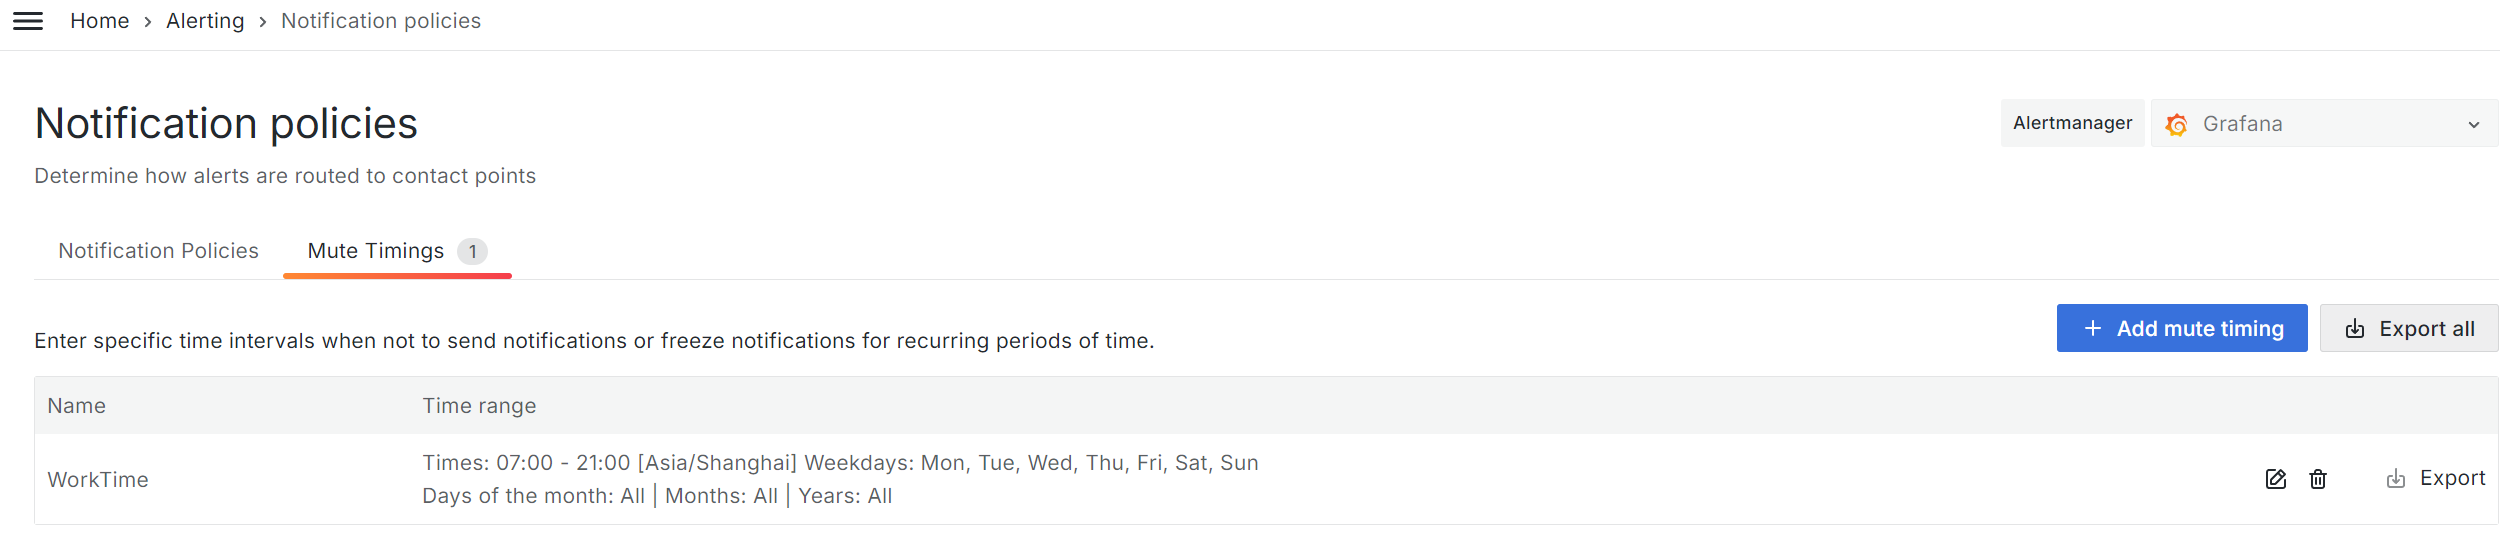 Home > Alerting > Notification policies
Notification policies
Alertmanager Grafana
Determine how alerts are routed to contact points
Notification Policies Mute Timings 1
Add mute timing Export all
Enter specific time intervals when not to send notifications or freeze notifications for recurring periods of time.
Name Time range
WorkTime
Times: 07:00 - 21:00 [Asia/Shanghai] Weekdays: Mon, Tue, Wed, Thu, Fri, Sat, Sun
Days of the month: All | Months: All | Years: All
Export